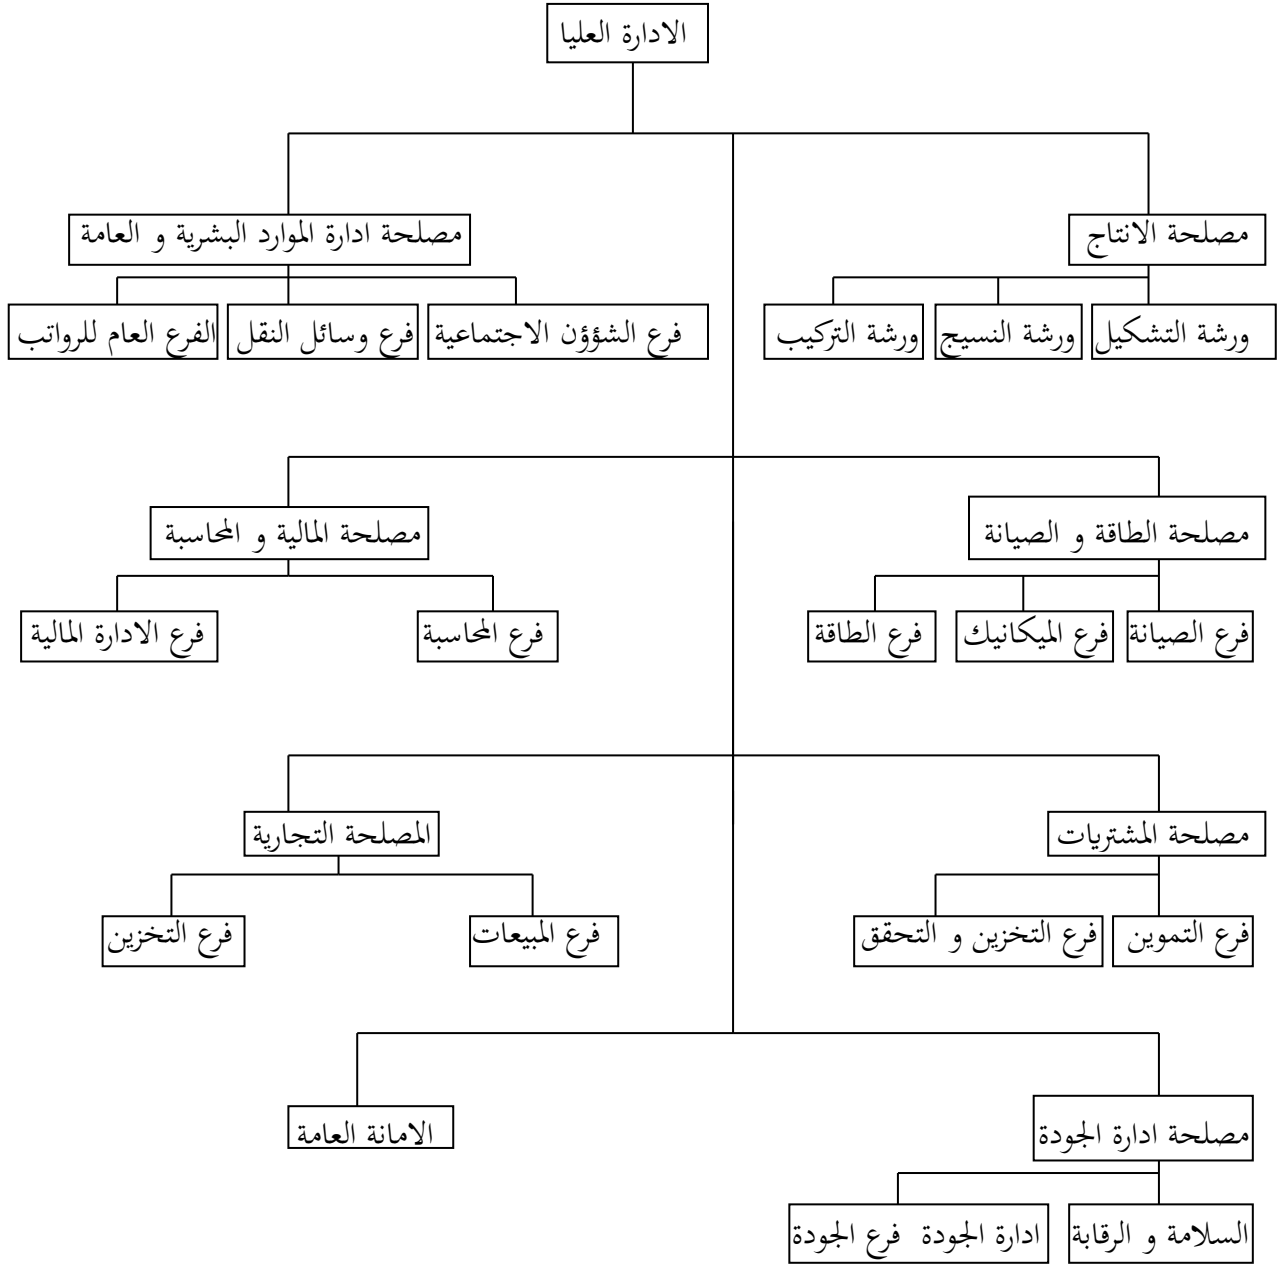 الادارة العليا
مصلحة الانتاج
مصلحة ادارة الموارد البشرية و العامة
ورشة التشكيل
ورشة النسيج
ورشة التركيب
فرع الشؤؤن الاجتماعية
فرع وسائل النقل
الفرع العام للرواتب
مصلحة الطاقة و الصيانة
مصلحة المالية و المحاسبة
فرع الصيانة
فرع الميكانيك
فرع الطاقة
فرع المحاسبة
فرع الادارة المالية
مصلحة المشتريات
المصلحة التجارية
فرع التموين
فرع التخزين و التحقق
فرع المبيعات
فرع التخزين
مصلحة ادارة الجودة
الامانة العامة
السلامة و الرقابة
ادارة الجودة فرع الجودة